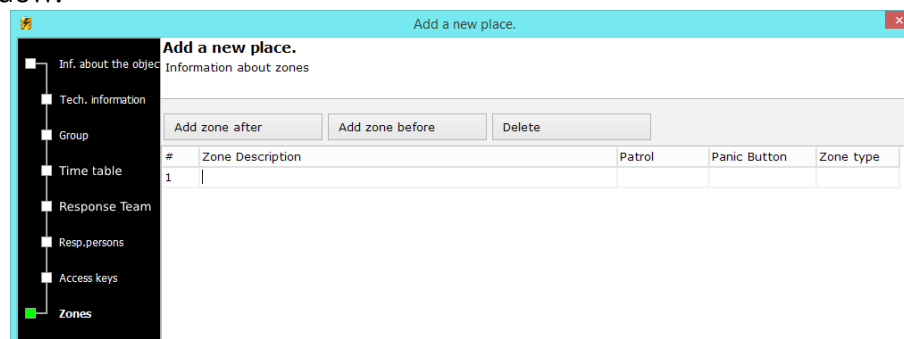 Add a new place.
Add a new place.
Information about zones
Inf. about the objec
Tech. information
Group
Time table
Response Team
Resp.persons
Access keys
Zones
Add zone after Add zone before Delete
# Zone Description Patrol Panic Button Zone type
1